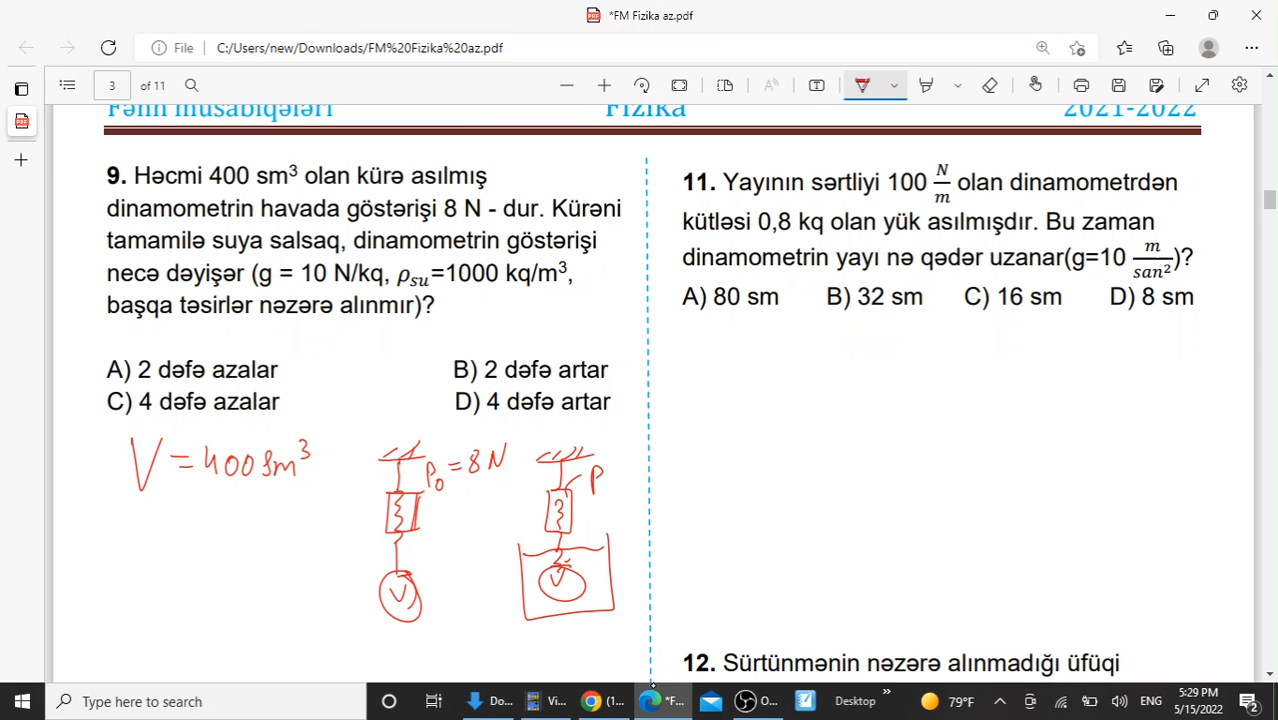 *FM Fizika az.pdf
File C:/Users/new/Downloads/FM%20Fizika%20az.pdf
3 of 11
Fənn müsabiqələri Fizika 2021-2022
9. Həcmi 400 sm³ olan kürə asılmış
dinamometrin havada göstərişi 8 N - dur. Kürəni
tamamilə suya salsaq, dinamometrin göstərişi
necə dəyişər (g = 10 N/kq, ρsu=1000 kq/m³,
başqa təsirlər nəzərə alınmır)?
A) 2 dəfə azalar B) 2 dəfə artar
C) 4 dəfə azalar D) 4 dəfə artar
V = 400 sm³ P₀ = 8 N P
V V
11. Yayının sərtliyi 100 N/m olan dinamometrdən
kütləsi 0,8 kq olan yük asılmışdır. Bu zaman
dinamometrin yayı nə qədər uzanar(g=10 m/san²)?
A) 80 sm B) 32 sm C) 16 sm D) 8 sm
12. Sürtünmənin nəzərə alınmadığı üfüqi
Type here to search
Do... Vi... (1... *F... O... Desktop » 79°F ENG
5:29 PM
5/15/2022
2